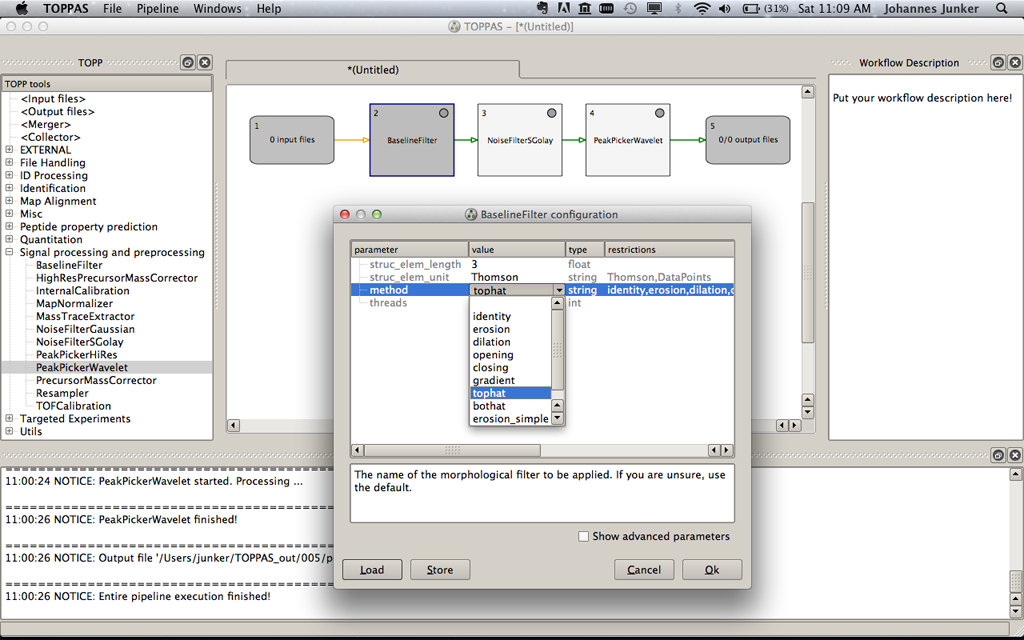 TOPPAS File Pipeline Windows Help (31%) Sat 11:09 AM Johannes Junker
TOPPAS – [*(Untitled)]
TOPP
TOPP tools
<Input files>
<Output files>
<Merger>
<Collector>
EXTERNAL
File Handling
ID Processing
Identification
Map Alignment
Misc
Peptide property prediction
Quantitation
Signal processing and preprocessing
BaselineFilter
HighResPrecursorMassCorrector
InternalCalibration
MapNormalizer
MassTraceExtractor
NoiseFilterGaussian
NoiseFilterSGolay
PeakPickerHiRes
PeakPickerWavelet
PrecursorMassCorrector
Resampler
TOFCalibration
Targeted Experiments
Utils
*(Untitled)
1
0 input files
2
BaselineFilter
3
NoiseFilterSGolay
4
PeakPickerWavelet
5
0/0 output files
Workflow Description
Put your workflow description here!
BaselineFilter configuration
parameter value type restrictions
struc_elem_length 3 float
struc_elem_unit Thomson string Thomson,DataPoints
method tophat string identity,erosion,dilation,
threads int
identity
erosion
dilation
opening
closing
gradient
tophat
bothat
erosion_simple
The name of the morphological filter to be applied. If you are unsure, use
the default.
Show advanced parameters
Load Store Cancel Ok
11:00:24 NOTICE: PeakPickerWavelet started. Processing ...
11:00:26 NOTICE: PeakPickerWavelet finished!
11:00:26 NOTICE: Output file '/Users/junker/TOPPAS_out/005/p
11:00:26 NOTICE: Entire pipeline execution finished!